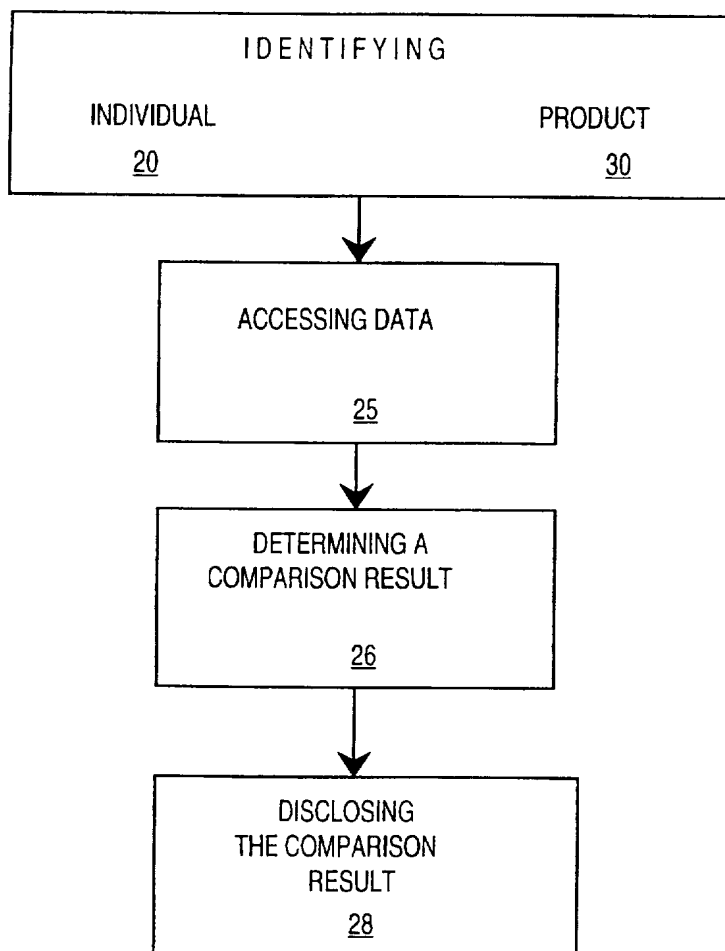 IDENTIFYING
INDIVIDUAL PRODUCT
20 30
ACCESSING DATA
25
DETERMINING A
COMPARISON RESULT
26
DISCLOSING
THE COMPARISON
RESULT
28